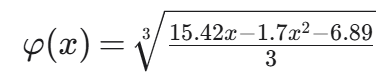 φ(x) = ∛((15.42x−1.7x²−6.89)/3)